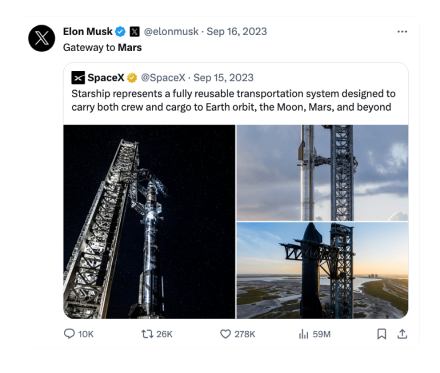 Elon Musk @elonmusk · Sep 16, 2023
Gateway to Mars
SpaceX @SpaceX · Sep 15, 2023
Starship represents a fully reusable transportation system designed to
carry both crew and cargo to Earth orbit, the Moon, Mars, and beyond
10K 26K 278K 59M